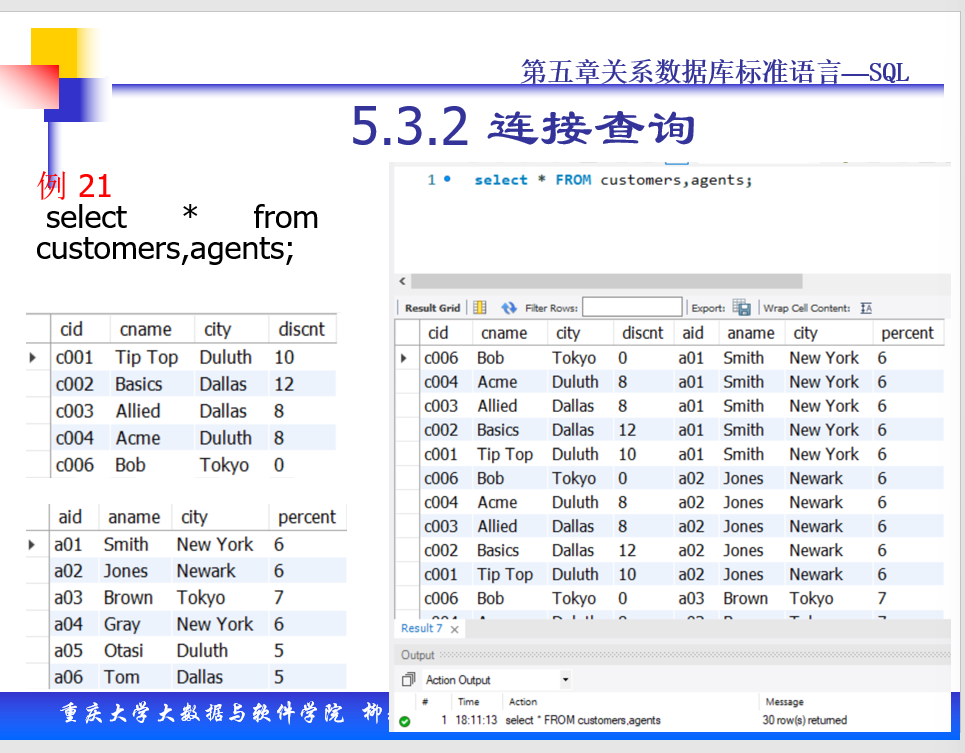 第五章关系数据库标准语言—SQL
5.3.2 连接查询
例 21
select * from
customers,agents;
cid cname city discnt
c001 Tip Top Duluth 10
c002 Basics Dallas 12
c003 Allied Dallas 8
c004 Acme Duluth 8
c006 Bob Tokyo 0
aid aname city percent
a01 Smith New York 6
a02 Jones Newark 6
a03 Brown Tokyo 7
a04 Gray New York 6
a05 Otasi Duluth 5
a06 Tom Dallas 5
1 select * FROM customers,agents;
Result Grid Filter Rows: Export: Wrap Cell Content:
cid cname city discnt aid aname city percent
c006 Bob Tokyo 0 a01 Smith New York 6
c004 Acme Duluth 8 a01 Smith New York 6
c003 Allied Dallas 8 a01 Smith New York 6
c002 Basics Dallas 12 a01 Smith New York 6
c001 Tip Top Duluth 10 a01 Smith New York 6
c006 Bob Tokyo 0 a02 Jones Newark 6
c004 Acme Duluth 8 a02 Jones Newark 6
c003 Allied Dallas 8 a02 Jones Newark 6
c002 Basics Dallas 12 a02 Jones Newark 6
c001 Tip Top Duluth 10 a02 Jones Newark 6
c006 Bob Tokyo 0 a03 Brown Tokyo 7
Result 7
Output
Action Output
# Time Action Message
1 18:11:13 select * FROM customers,agents 30 row(s) returned
重庆大学大数据与软件学院 柳